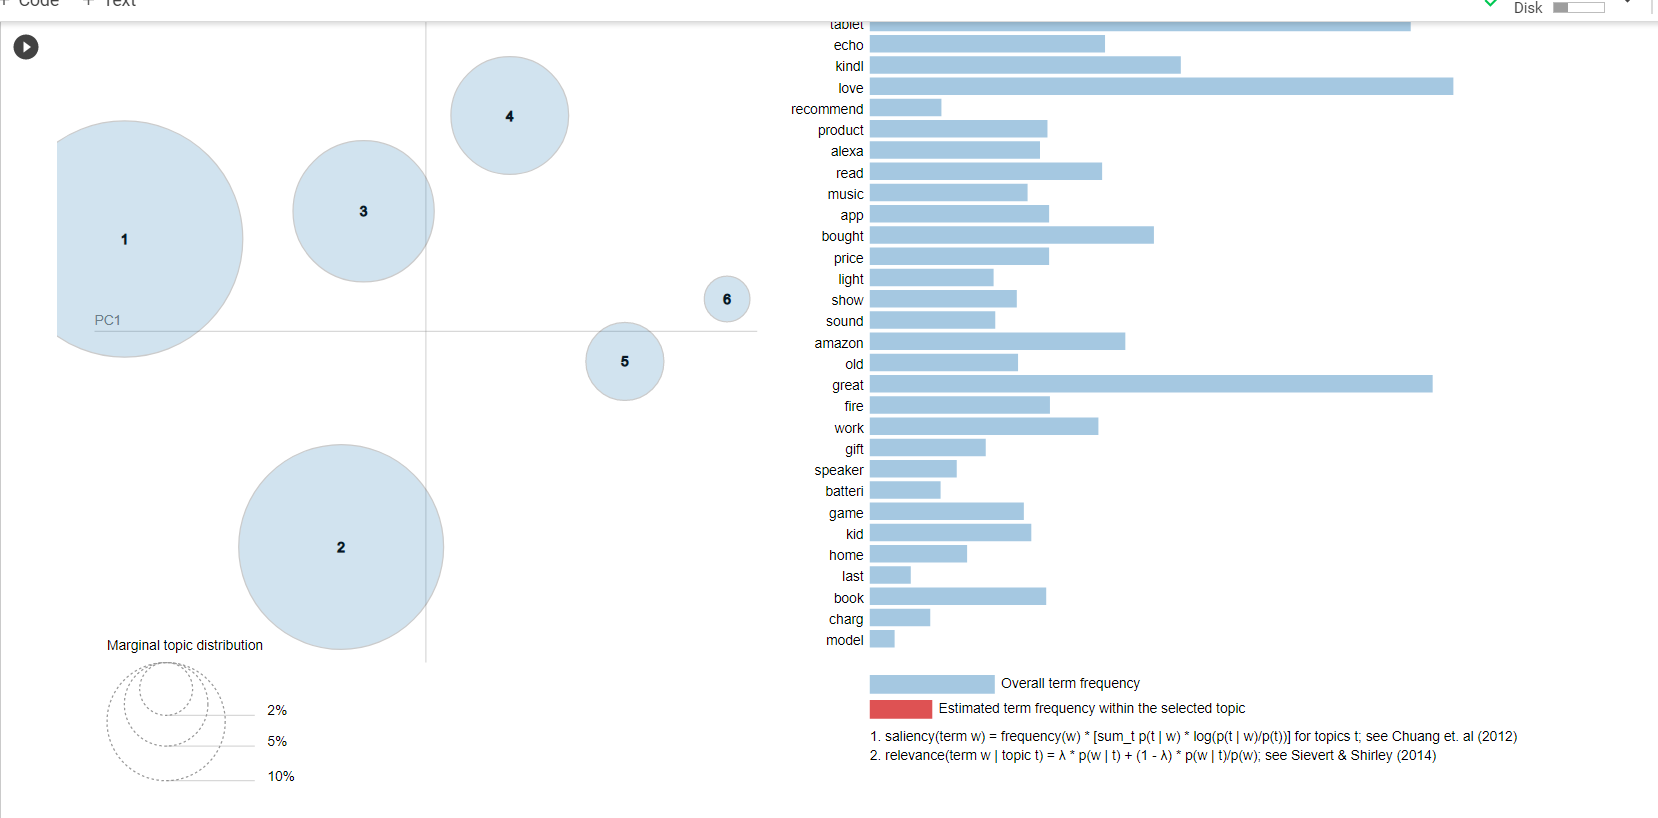 + Code + Text
Disk
4
3
1
6
PC1
5
2
Marginal topic distribution
2%
5%
10%
tablet
echo
kindl
love
recommend
product
alexa
read
music
app
bought
price
light
show
sound
amazon
old
great
fire
work
gift
speaker
batteri
game
kid
home
last
book
charg
model
Overall term frequency
Estimated term frequency within the selected topic
1. saliency(term w) = frequency(w) * [sum_t p(t | w) * log(p(t | w)/p(t))] for topics t; see Chuang et. al (2012)
2. relevance(term w | topic t) = λ * p(w | t) + (1 - λ) * p(w | t)/p(w); see Sievert & Shirley (2014)